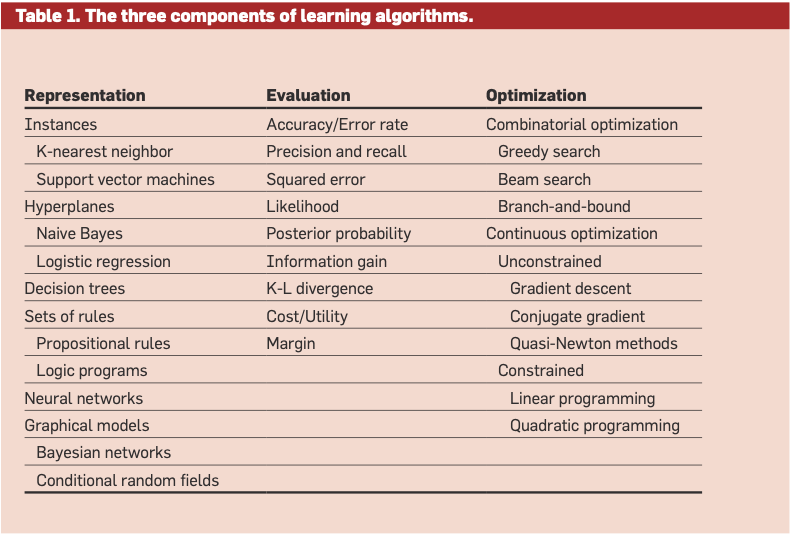 Table 1. The three components of learning algorithms.
Representation Evaluation Optimization
Instances Accuracy/Error rate Combinatorial optimization
K-nearest neighbor Precision and recall Greedy search
Support vector machines Squared error Beam search
Hyperplanes Likelihood Branch-and-bound
Naive Bayes Posterior probability Continuous optimization
Logistic regression Information gain Unconstrained
Decision trees K-L divergence Gradient descent
Sets of rules Cost/Utility Conjugate gradient
Propositional rules Margin Quasi-Newton methods
Logic programs Constrained
Neural networks Linear programming
Graphical models Quadratic programming
Bayesian networks
Conditional random fields